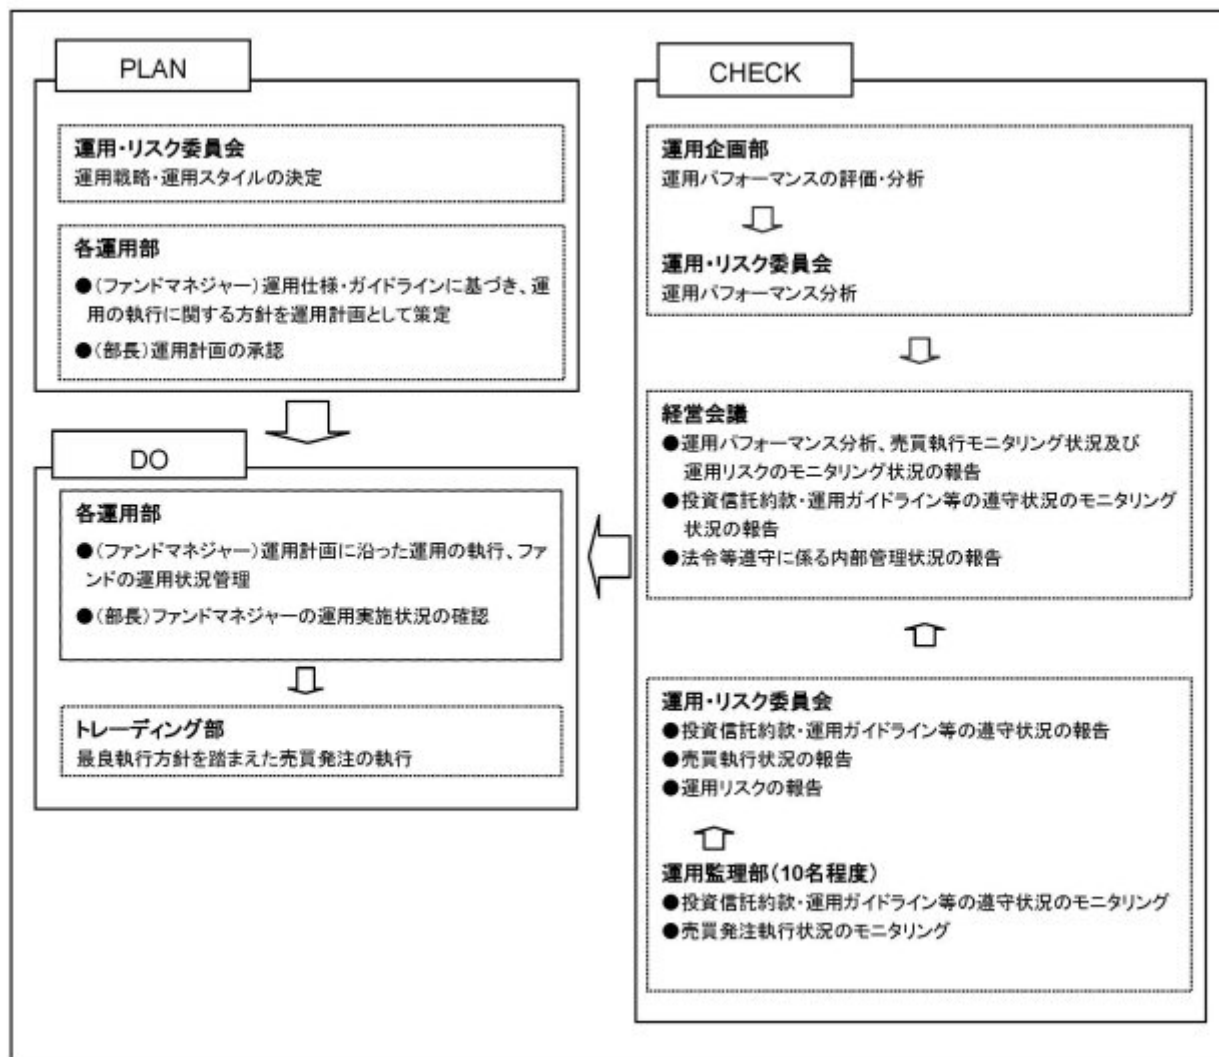 PLAN
運用・リスク委員会
運用戦略・運用スタイルの決定
各運用部
●(ファンドマネジャー)運用仕様・ガイドラインに基づき、運
用の執行に関する方針を運用計画として策定
●(部長)運用計画の承認
DO
各運用部
●(ファンドマネジャー)運用計画に沿った運用の執行、ファ
ンドの運用状況管理
●(部長)ファンドマネジャーの運用実施状況の確認
トレーディング部
最良執行方針を踏まえた売買発注の執行
CHECK
運用企画部
運用パフォーマンスの評価・分析
運用・リスク委員会
運用パフォーマンス分析
経営会議
●運用パフォーマンス分析、売買執行モニタリング状況及び
運用リスクのモニタリング状況の報告
●投資信託約款・運用ガイドライン等の遵守状況のモニタリング
状況の報告
●法令等遵守に係る内部管理状況の報告
運用・リスク委員会
●投資信託約款・運用ガイドライン等の遵守状況の報告
●売買執行状況の報告
●運用リスクの報告
運用監理部(10名程度)
●投資信託約款・運用ガイドライン等の遵守状況のモニタリング
●売買発注執行状況のモニタリング